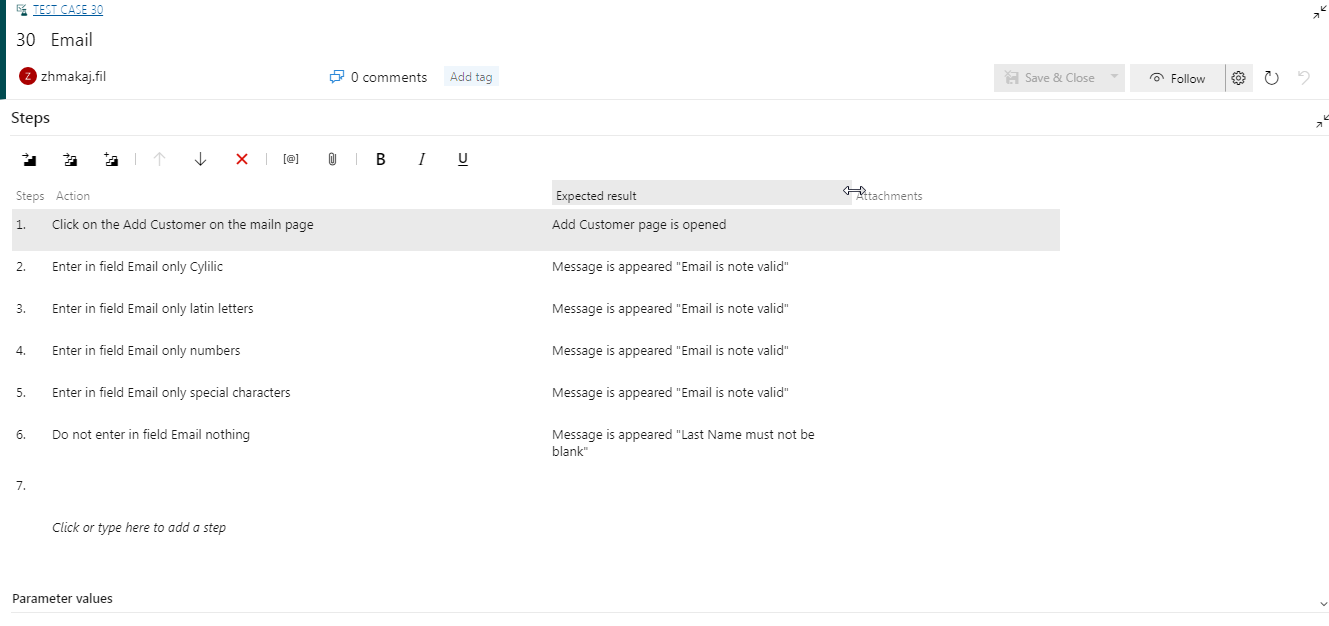 TEST CASE 30
30 Email
Z zhmakaj.fil 0 comments Add tag Save & Close Follow
Steps
[@] B I U
Steps Action Expected result Attachments
1. Click on the Add Customer on the mailn page Add Customer page is opened
2. Enter in field Email only Cylilic Message is appeared "Email is note valid"
3. Enter in field Email only latin letters Message is appeared "Email is note valid"
4. Enter in field Email only numbers Message is appeared "Email is note valid"
5. Enter in field Email only special characters Message is appeared "Email is note valid"
6. Do not enter in field Email nothing Message is appeared "Last Name must not be
blank"
7.
Click or type here to add a step
Parameter values